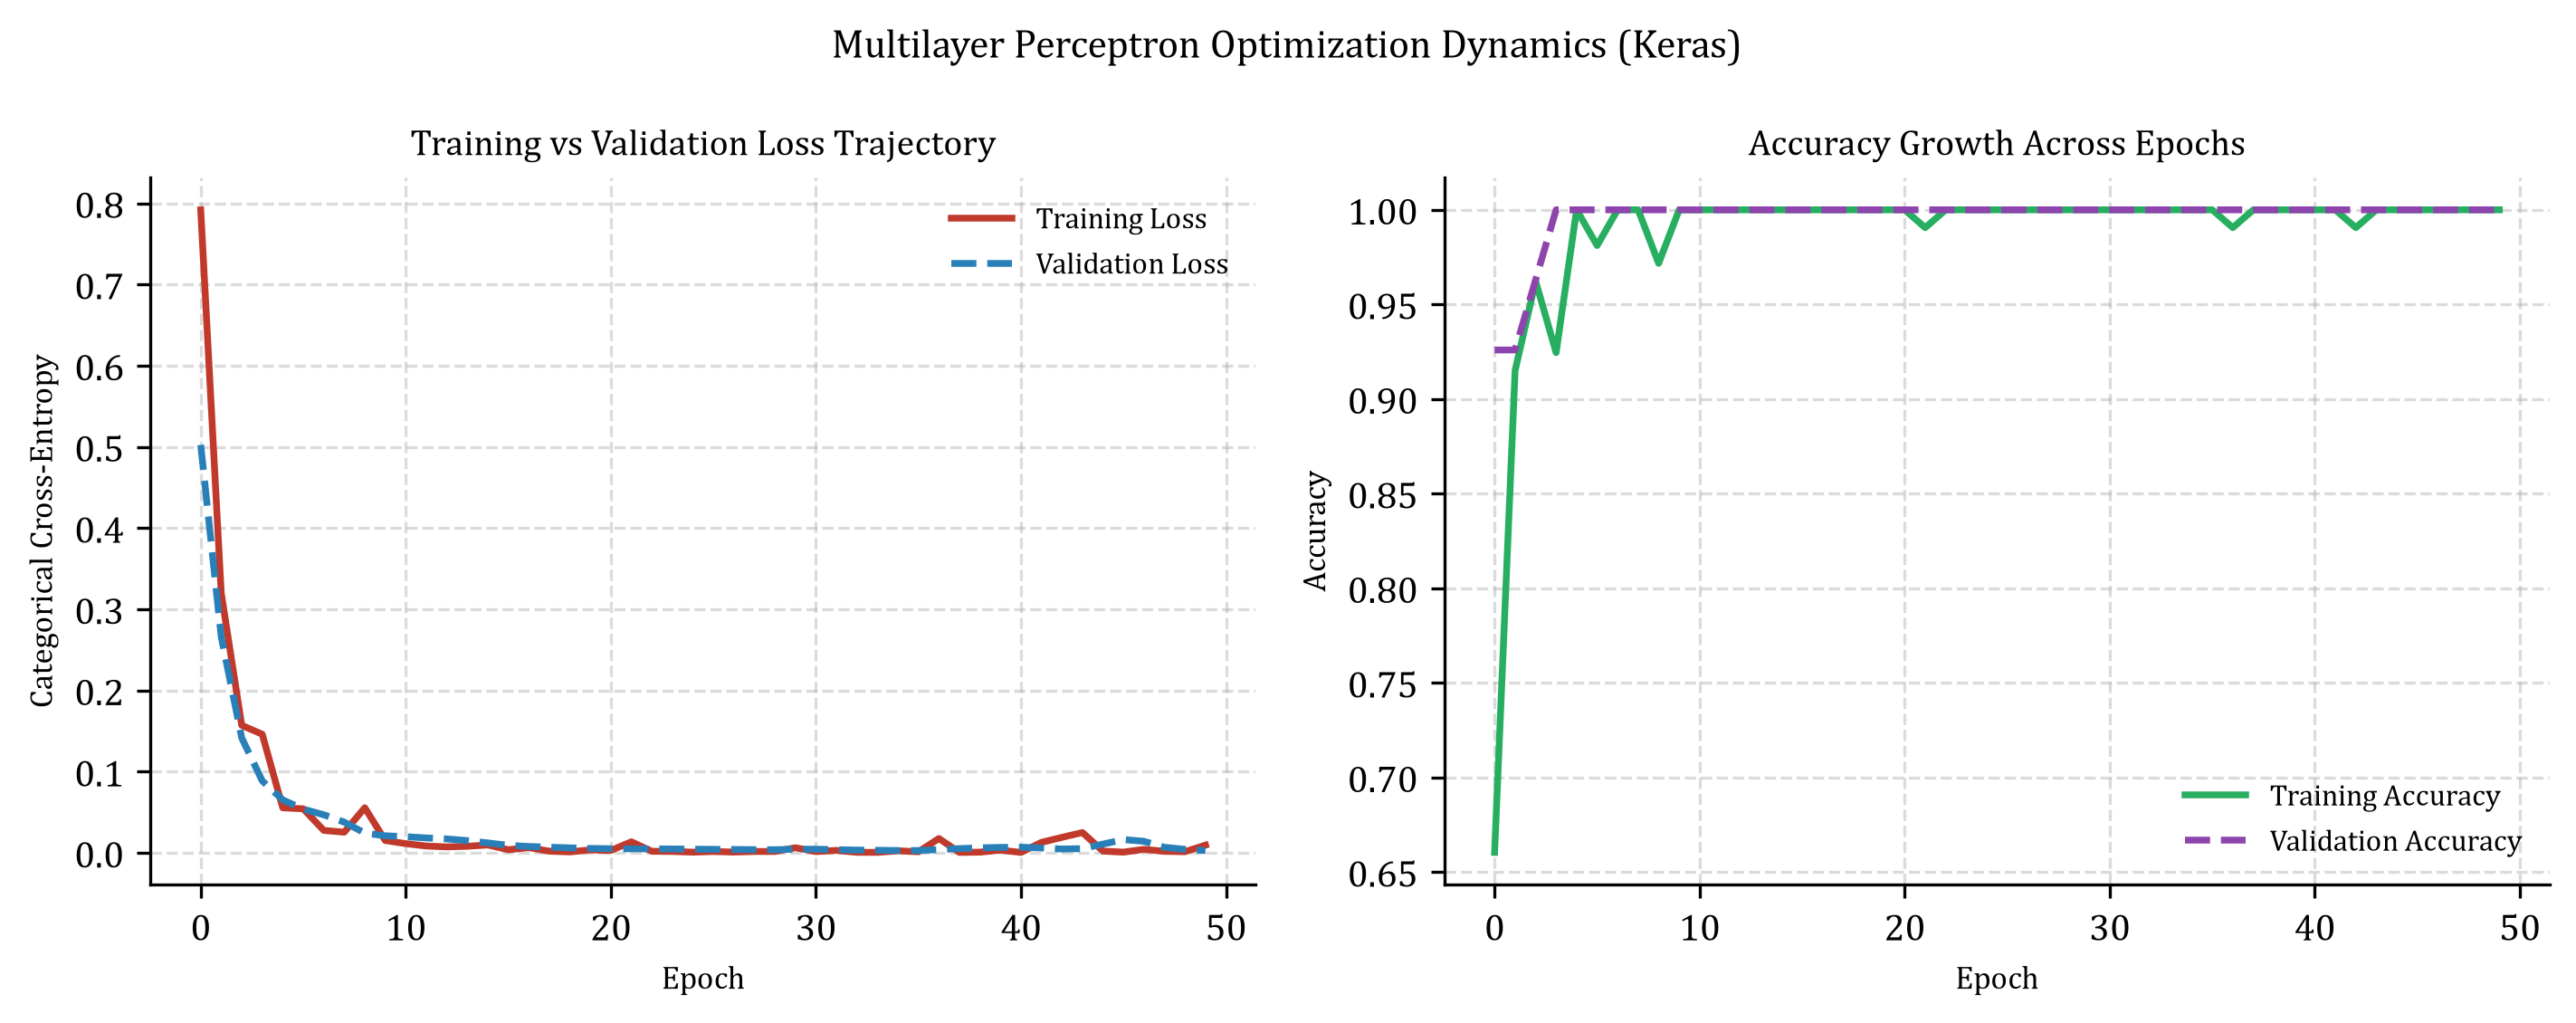 Multilayer Perceptron Optimization Dynamics (Keras)
Training vs Validation Loss Trajectory
0.8
0.7
0.6
0.5
0.4
0.3
0.2
0.1
0.0
Categorical Cross-Entropy
Training Loss
Validation Loss
0 10 20 30 40 50
Epoch
Accuracy Growth Across Epochs
1.00
0.95
0.90
0.85
0.80
0.75
0.70
0.65
Accuracy
Training Accuracy
Validation Accuracy
0 10 20 30 40 50
Epoch